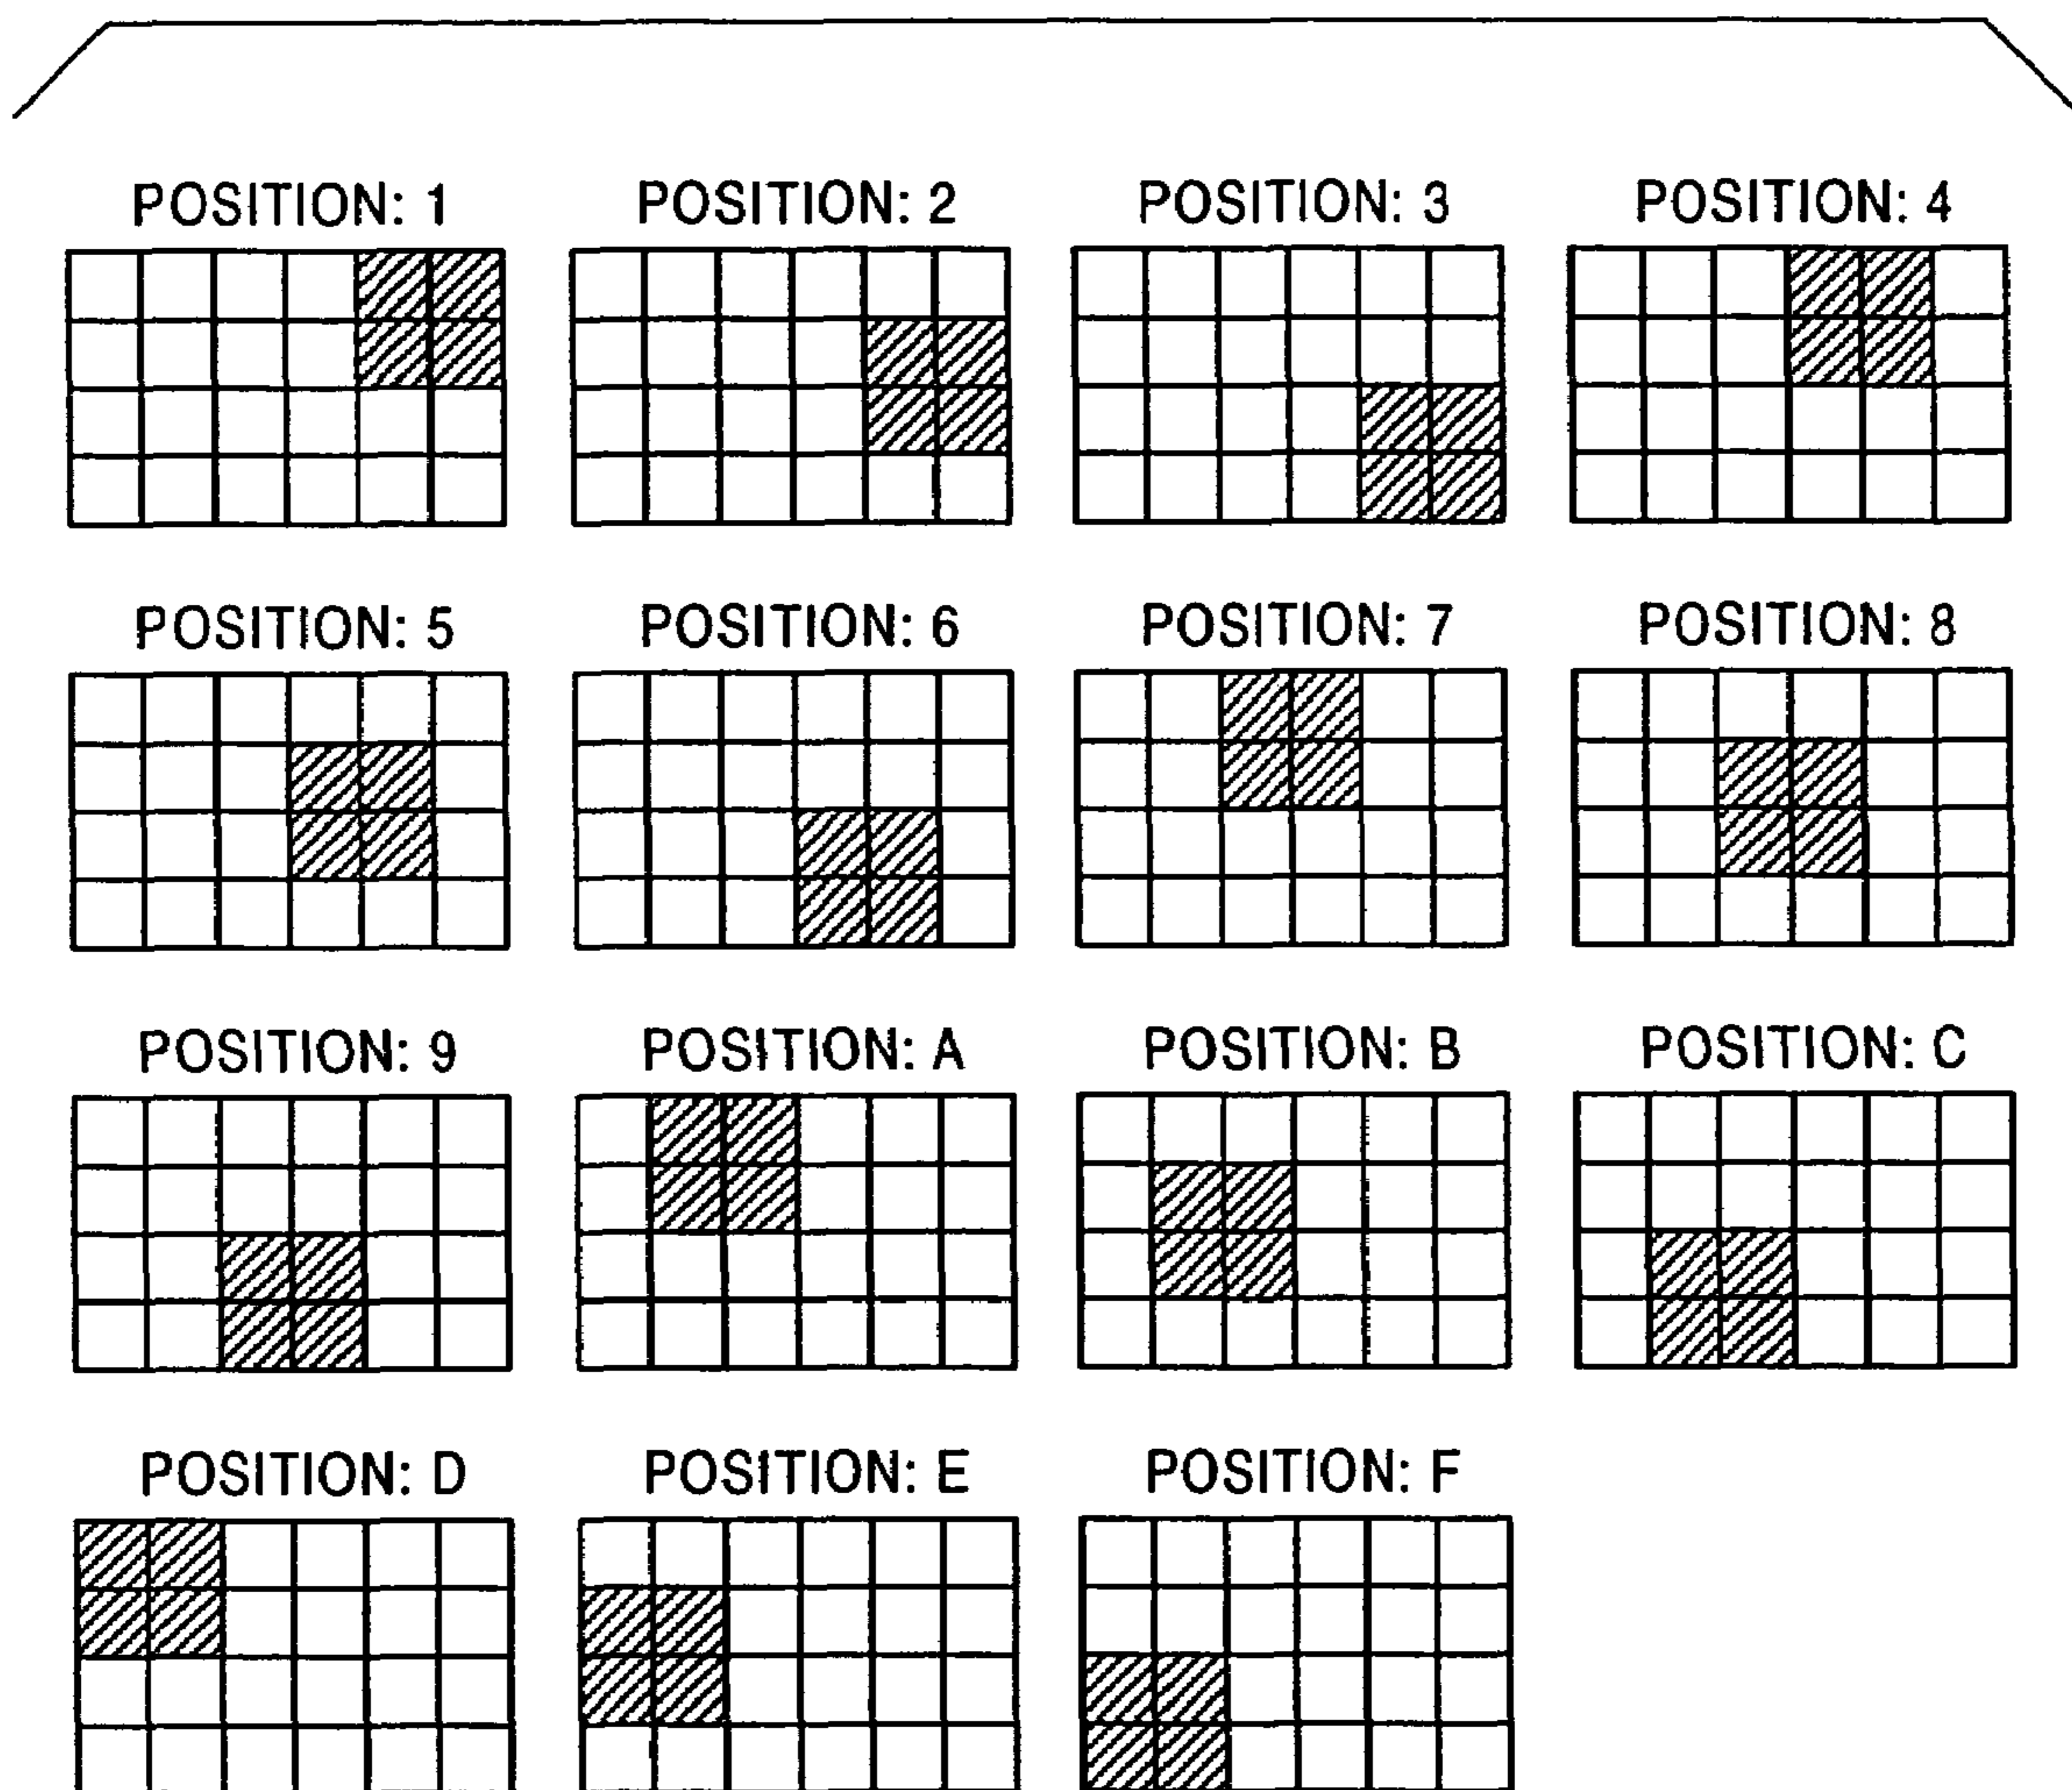 POSITION: 1 POSITION: 2 POSITION: 3 POSITION: 4
POSITION: 5 POSITION: 6 POSITION: 7 POSITION: 8
POSITION: 9 POSITION: A POSITION: B POSITION: C
POSITION: D POSITION: E POSITION: F